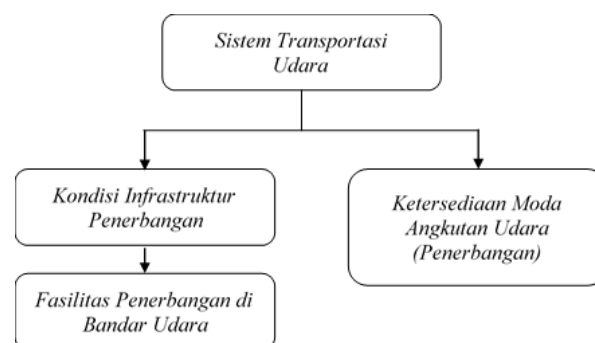 Sistem Transportasi
Udara
Kondisi Infrastruktur
Penerbangan
Ketersediaan Moda
Angkutan Udara
(Penerbangan)
Fasilitas Penerbangan di
Bandar Udara